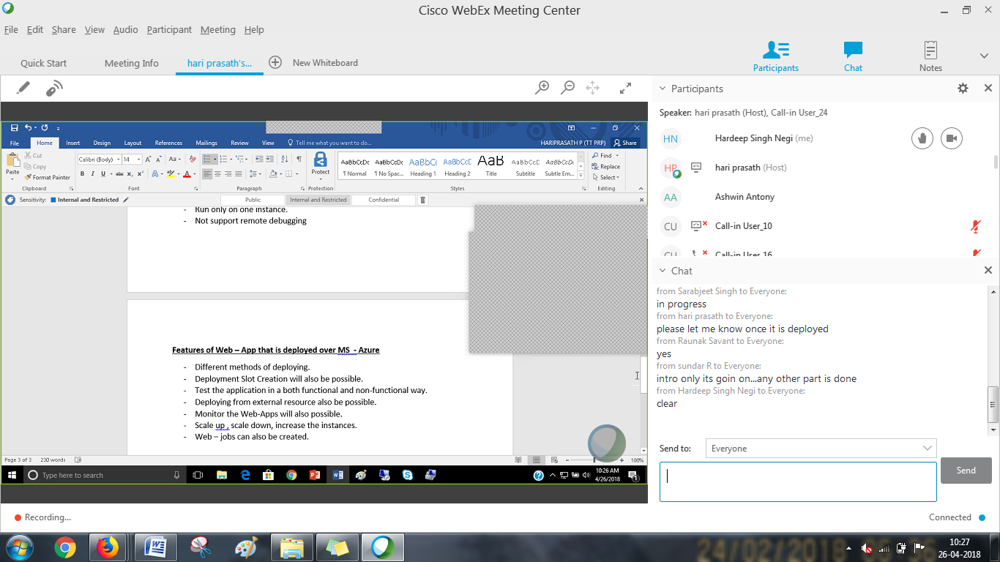 Cisco WebEx Meeting Center
File Edit Share View Audio Participant Meeting Help
Quick Start Meeting Info hari prasath's... New Whiteboard
Participants Chat Notes
File Home Insert Design Layout References Mailings Review View Tell me what you want to do... HARIPRASATH P (TT PRP) Share
Paste Cut Copy Format Painter
Clipboard
Calibri (Body) 14
Font
Paragraph
Protect
Protection
AaBbCcDc AaBbCcDc AaBbCc AaBbCcC AaB AaBbCcC AaBbCcDc
¶ Normal ¶ No Spac... Heading 1 Heading 2 Title Subtitle Subtle Em...
Styles
Find Replace Select
Editing
Sensitivity: Internal and Restricted Public Internal and Restricted Confidential
- Run only on one instance.
- Not support remote debugging
Features of Web – App that is deployed over MS - Azure
- Different methods of deploying.
- Deployment Slot Creation will also be possible.
- Test the application in a both functional and non-functional way.
- Deploying from external resource also be possible.
- Monitor the Web-Apps will also possible.
- Scale up , scale down, increase the instances.
- Web – jobs can also be created.
Page 3 of 3 230 words 100%
Type here to search
10:26 AM
4/26/2018
Recording...
Participants
Speaker: hari prasath (Host), Call-in User_24
HN Hardeep Singh Negi (me)
HP hari prasath (Host)
AA Ashwin Antony
CU Call-in User_10
CU Call-in User_16
Chat
from Sarabjeet Singh to Everyone:
in progress
from hari prasath to Everyone:
please let me know once it is deployed
from Raunak Savant to Everyone:
yes
from sundar R to Everyone:
intro only its goin on...any other part is done
from Hardeep Singh Negi to Everyone:
clear
Send to: Everyone
Send
Connected
10:27
26-04-2018